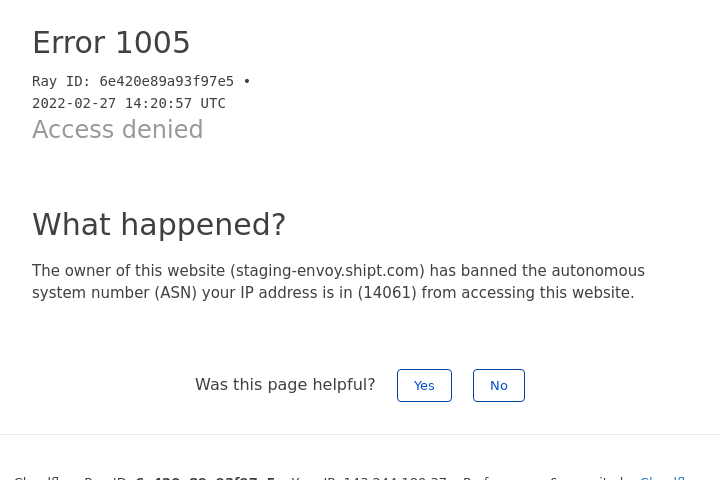 Error 1005
Ray ID: 6e420e89a93f97e5 •
2022-02-27 14:20:57 UTC
Access denied
What happened?
The owner of this website (staging-envoy.shipt.com) has banned the autonomous
system number (ASN) your IP address is in (14061) from accessing this website.
Was this page helpful?
Yes
No